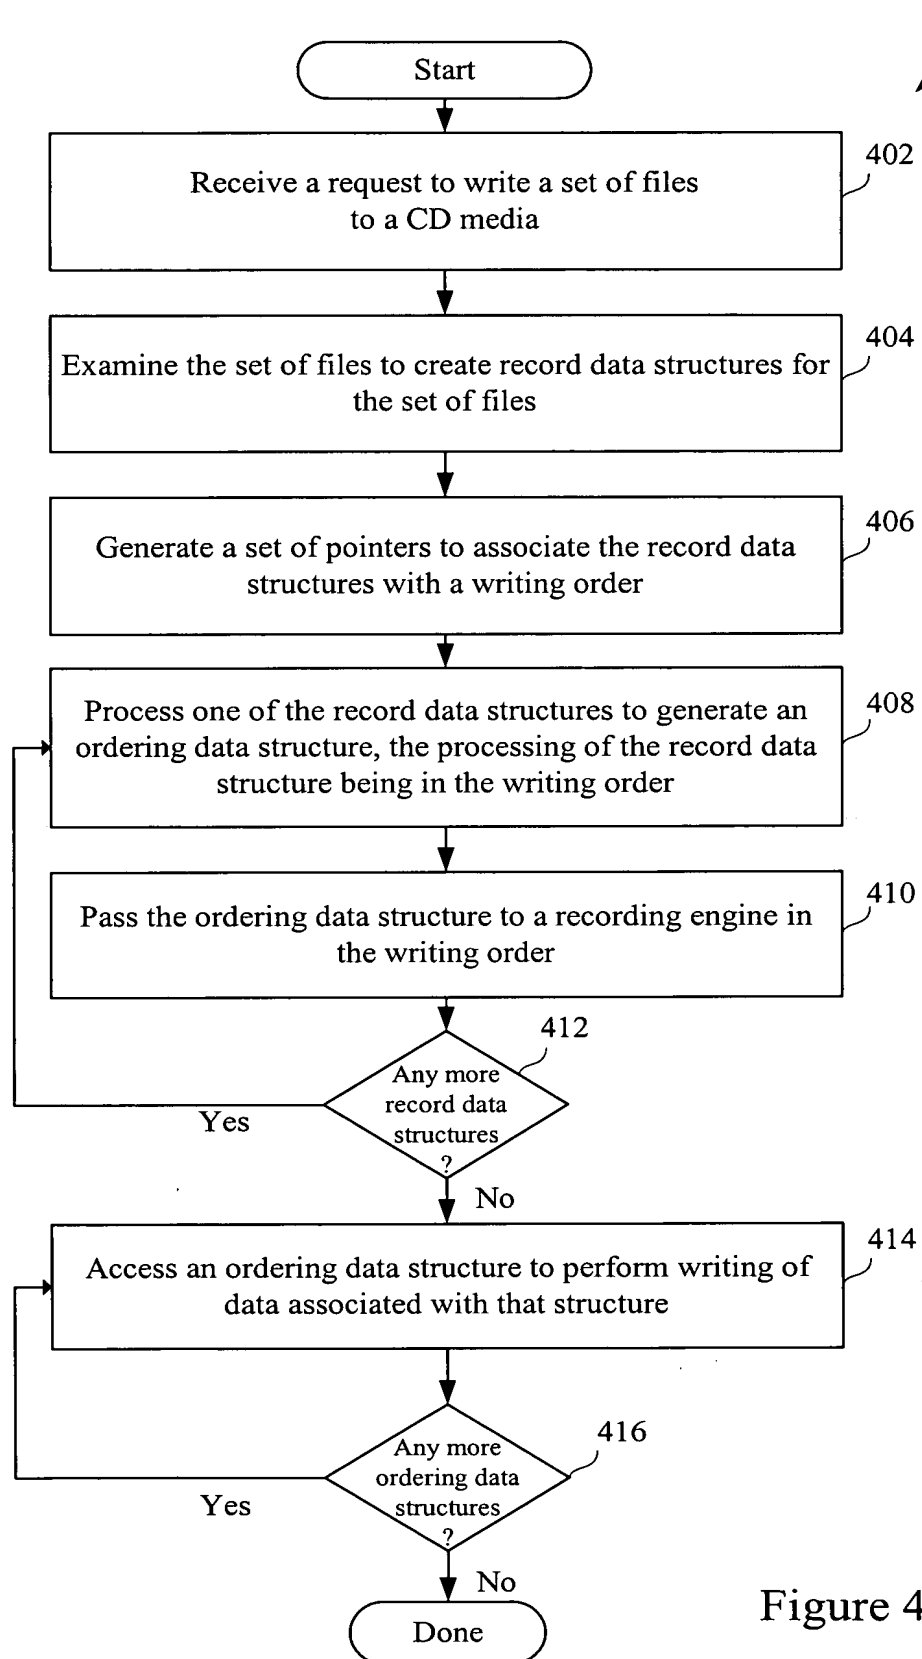 Start
402
Receive a request to write a set of files
to a CD media
404
Examine the set of files to create record data structures for
the set of files
406
Generate a set of pointers to associate the record data
structures with a writing order
408
Process one of the record data structures to generate an
ordering data structure, the processing of the record data
structure being in the writing order
410
Pass the ordering data structure to a recording engine in
the writing order
412
Any more
record data
structures
?
Yes
No
414
Access an ordering data structure to perform writing of
data associated with that structure
416
Any more
ordering data
structures
?
Yes
No
Done
Figure 4